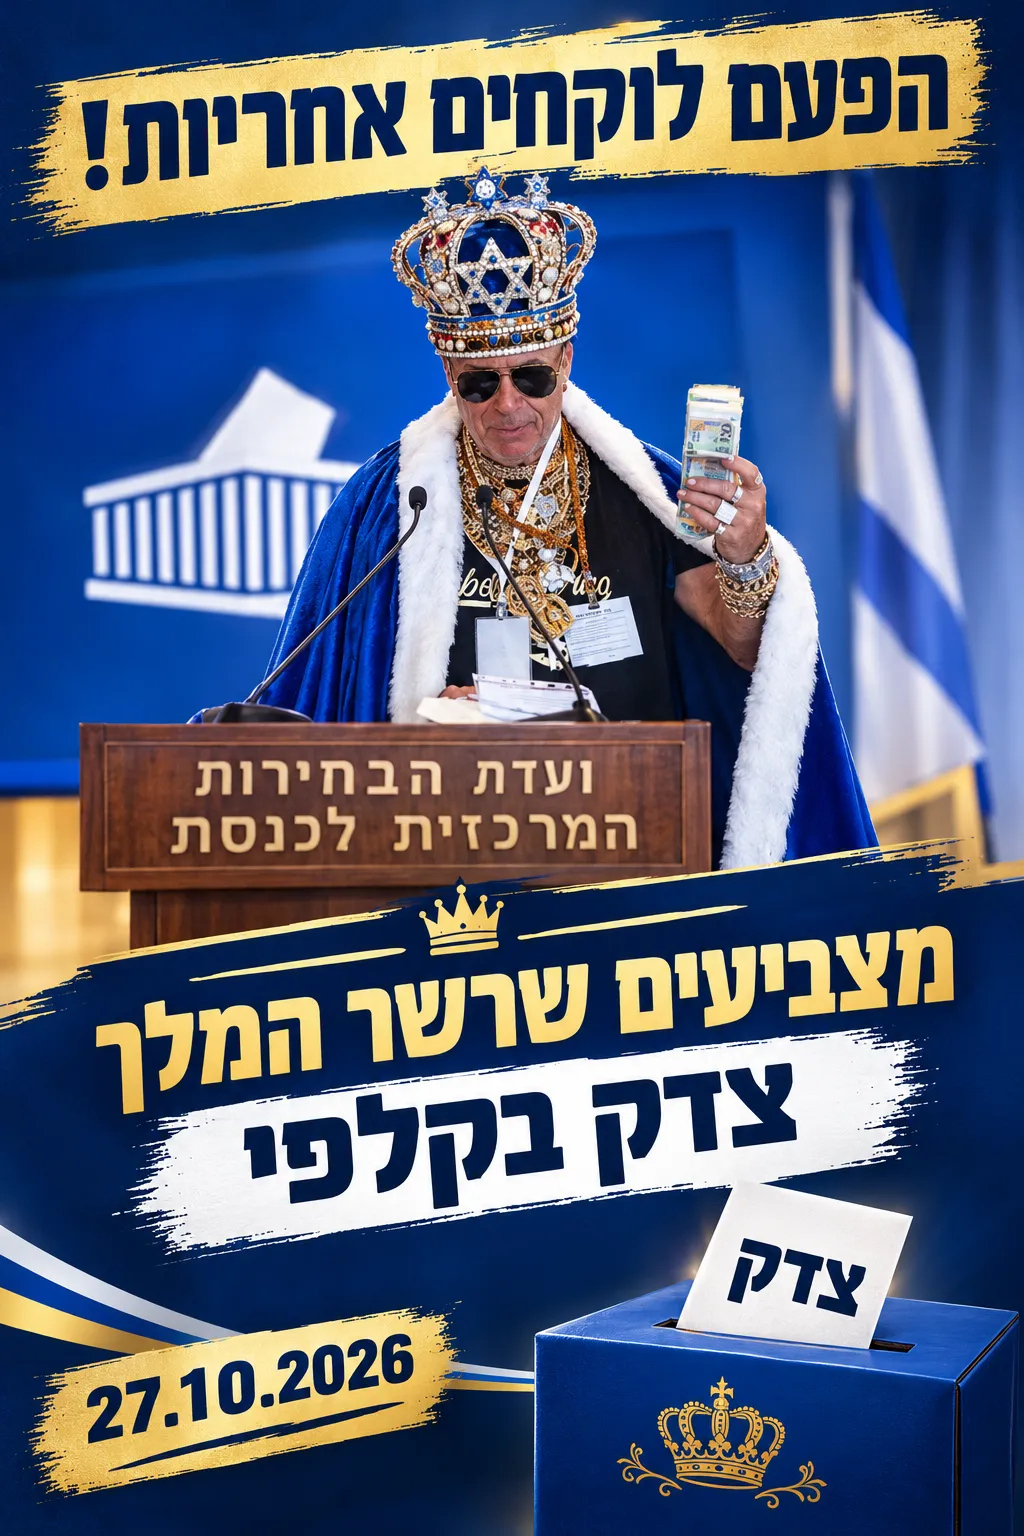 הפעם לוקחים אחריות!
ועדת הבחירות
המרכזית לכנסת
מצביעים שרשר המלך
צדק בקלפי
צדק
27.10.2026